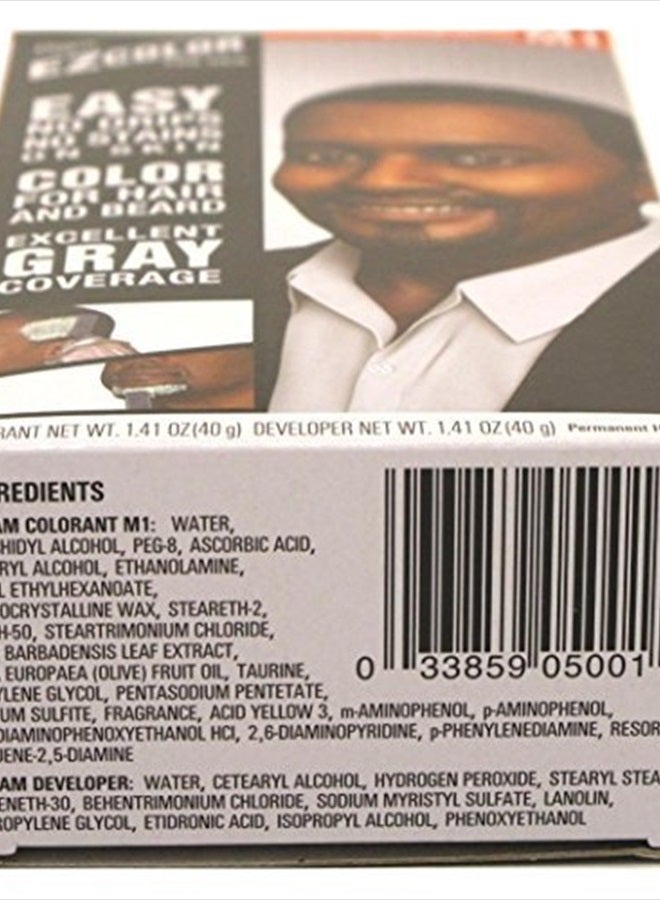 EZCOLOR
EASY
NO DRIPS
NO STAINS
ON SKIN
COLOR
FOR HAIR
AND BEARD
EXCELLENT
GRAY
COVERAGE
RANT NET WT. 1.41 OZ(40 g) DEVELOPER NET WT. 1.41 OZ(40 g) Permanent
REDIENTS
AM COLORANT M1: WATER,
HIDYL ALCOHOL, PEG-8, ASCORBIC ACID,
RYL ALCOHOL, ETHANOLAMINE,
L ETHYLHEXANOATE,
OCRYSTALLINE WAX, STEARETH-2,
H-50, STEARTRIMONIUM CHLORIDE,
BARBADENSIS LEAF EXTRACT,
EUROPAEA (OLIVE) FRUIT OIL, TAURINE,
YLENE GLYCOL, PENTASODIUM PENTETATE,
UM SULFITE, FRAGRANCE, ACID YELLOW 3, m-AMINOPHENOL, p-AMINOPHENOL,
DIAMINOPHENOXYETHANOL HCl, 2,6-DIAMINOPYRIDINE, p-PHENYLENEDIAMINE, RESOR
UENE-2,5-DIAMINE
AM DEVELOPER: WATER, CETEARYL ALCOHOL, HYDROGEN PEROXIDE, STEARYL STEA
ENETH-30, BEHENTRIMONIUM CHLORIDE, SODIUM MYRISTYL SULFATE, LANOLIN,
OPYLENE GLYCOL, ETIDRONIC ACID, ISOPROPYL ALCOHOL, PHENOXYETHANOL
0 33859 05001